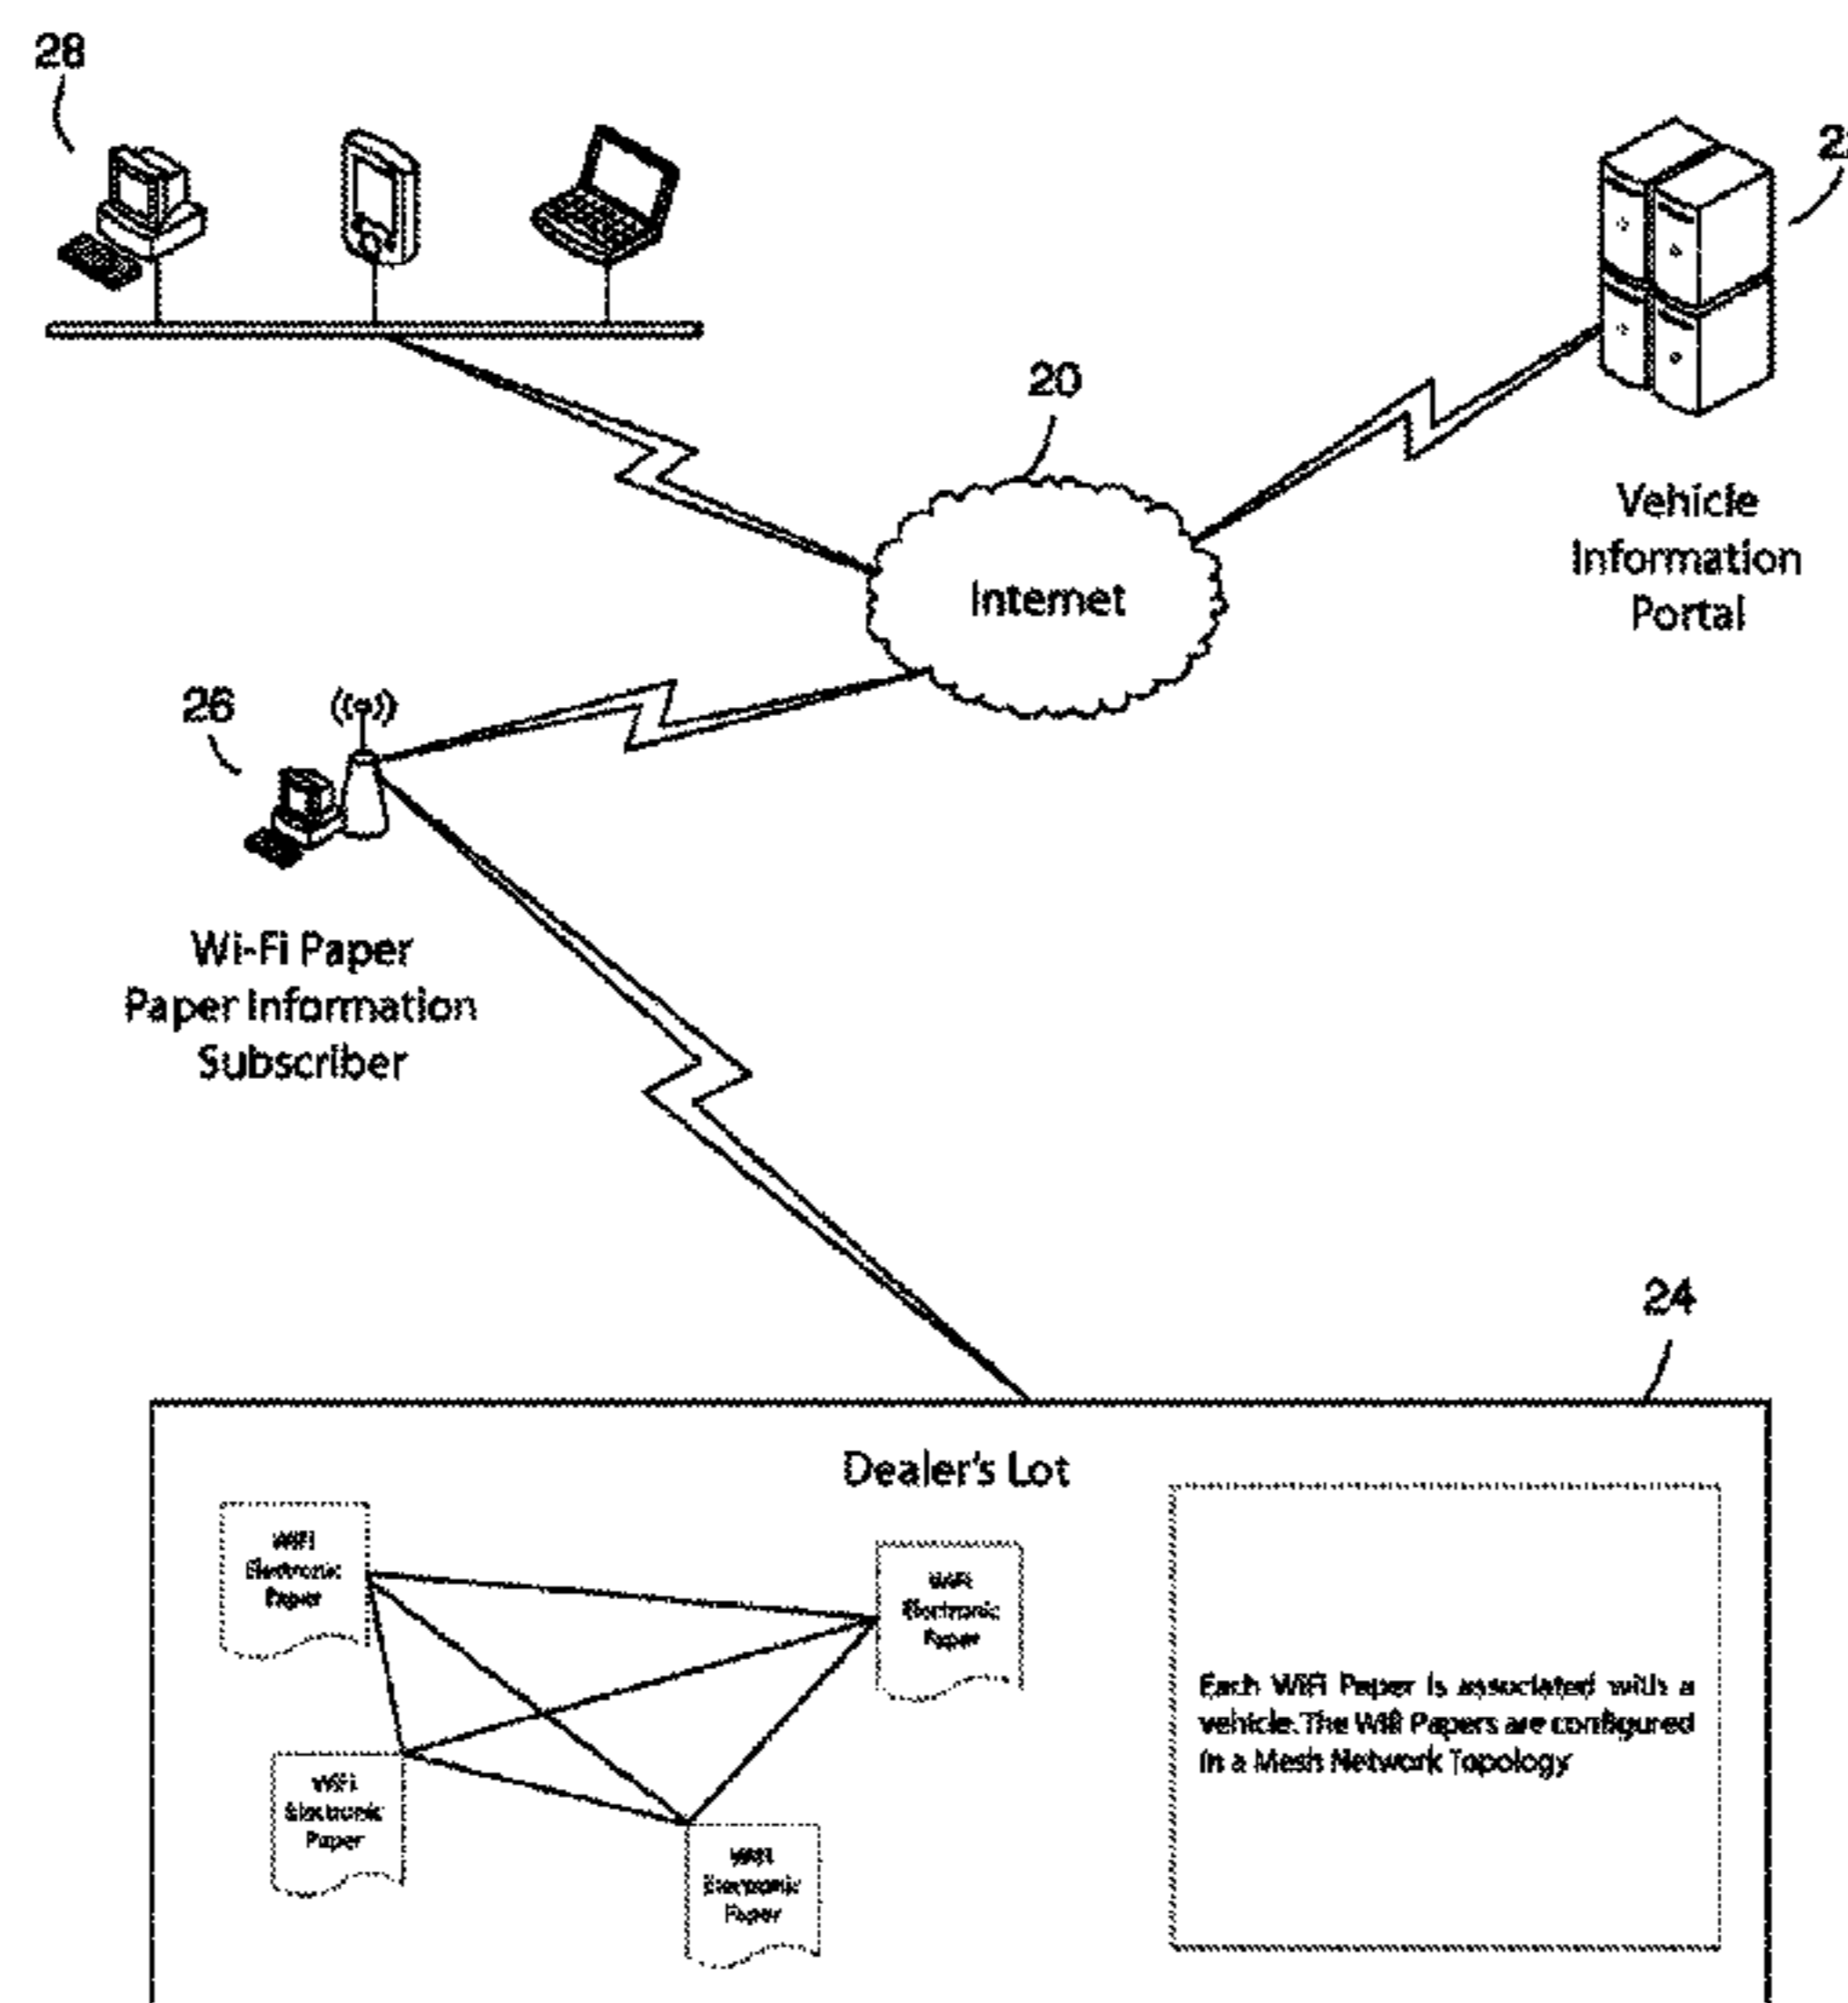 28
20
Vehicle
Information
Portal
Internet
26
Wi-Fi Paper
Paper Information
Subscriber
24
Dealer's Lot
WiFi
Electronic
Paper
WiFi
Electronic
Paper
Each WiFi Paper is associated with a
vehicle. The Wifi Papers are configured
in a Mesh Network Topology
WiFi
Electronic
Paper
WiFi
Electronic
Paper